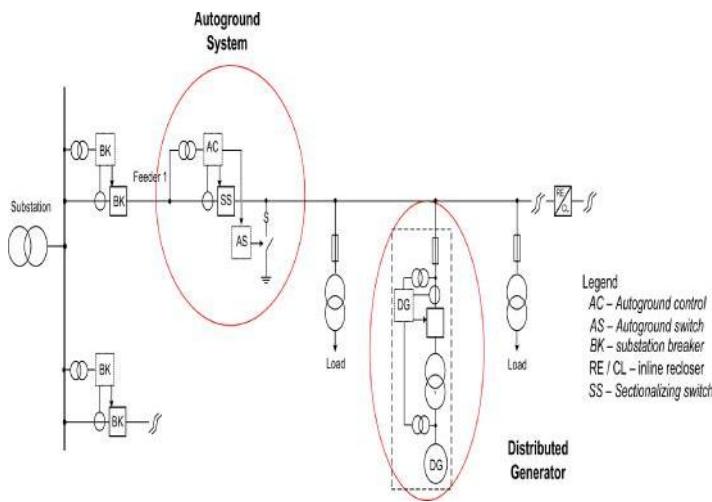 Autoground
System
BK
AC
Feeder 1
Substation
BK
SS
S
AS
RE
CL
DG
Legend
AC – Autoground control
AS – Autoground switch
BK – substation breaker
RE / CL – inline recloser
SS – Sectionalizing switch
Load
Load
BK
BK
Distributed
Generator
DG